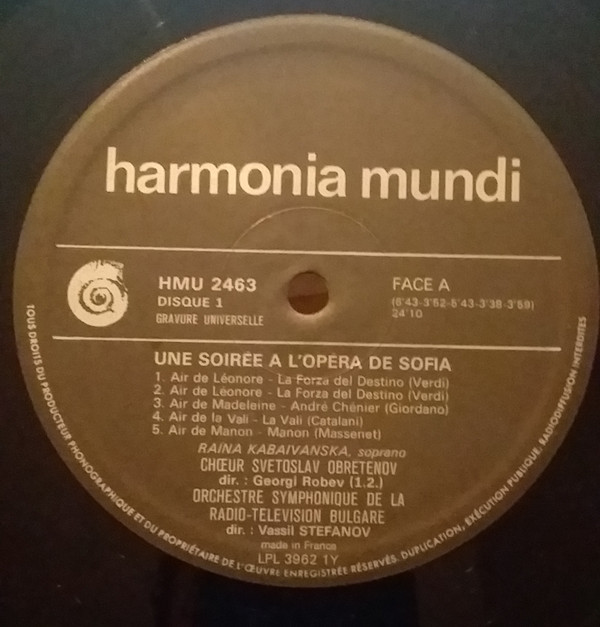 harmonia mundi
HMU 2463
DISQUE 1
GRAVURE UNIVERSELLE
FACE A
(6'43-3'52-5'43-3'38-3'59)
24'10
UNE SOIRÉE A L'OPÉRA DE SOFIA
1. Air de Léonore - La Forza del Destino (Verdi)
2. Air de Léonore - La Forza del Destino (Verdi)
3. Air de Madeleine - André Chénier (Giordano)
4. Air de la Vali - La Vali (Catalani)
5. Air de Manon - Manon (Massenet)
RAINA KABAIVANSKA, soprano
CHŒUR SVETOSLAV OBRETENOV
dir. : Georgi Robev (1.2.)
ORCHESTRE SYMPHONIQUE DE LA
RADIO-TELEVISION BULGARE
dir. : Vassil STEFANOV
made in France
LPL 3962 1Y
TOUS DROITS DU PRODUCTEUR PHONOGRAPHIQUE ET DU PROPRIÉTAIRE DE L'ŒUVRE ENREGISTRÉE RÉSERVÉS. DUPLICATION, EXÉCUTION PUBLIQUE, RADIODIFFUSION INTERDITES